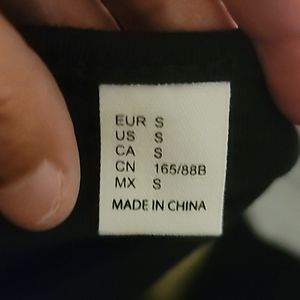 EUR S
US S
CA S
CN 165/88B
MX S
MADE IN CHINA